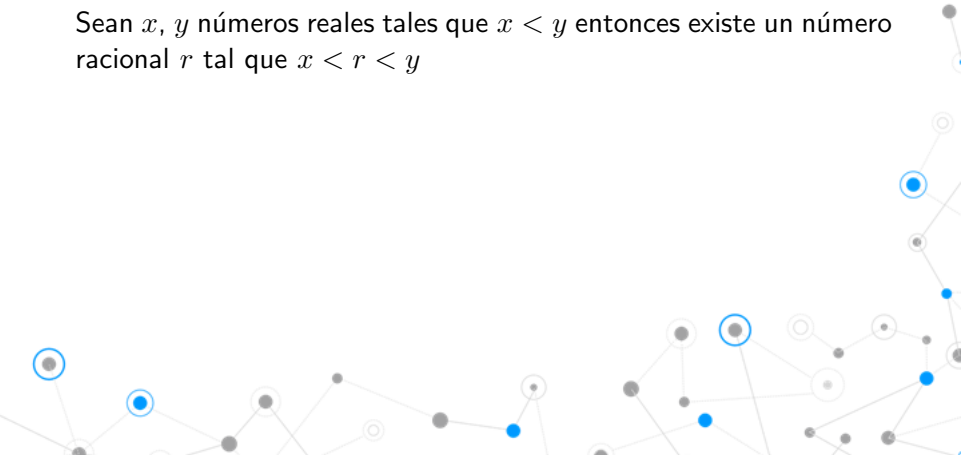 Sean x, y números reales tales que x < y entonces existe un número
racional r tal que x < r < y